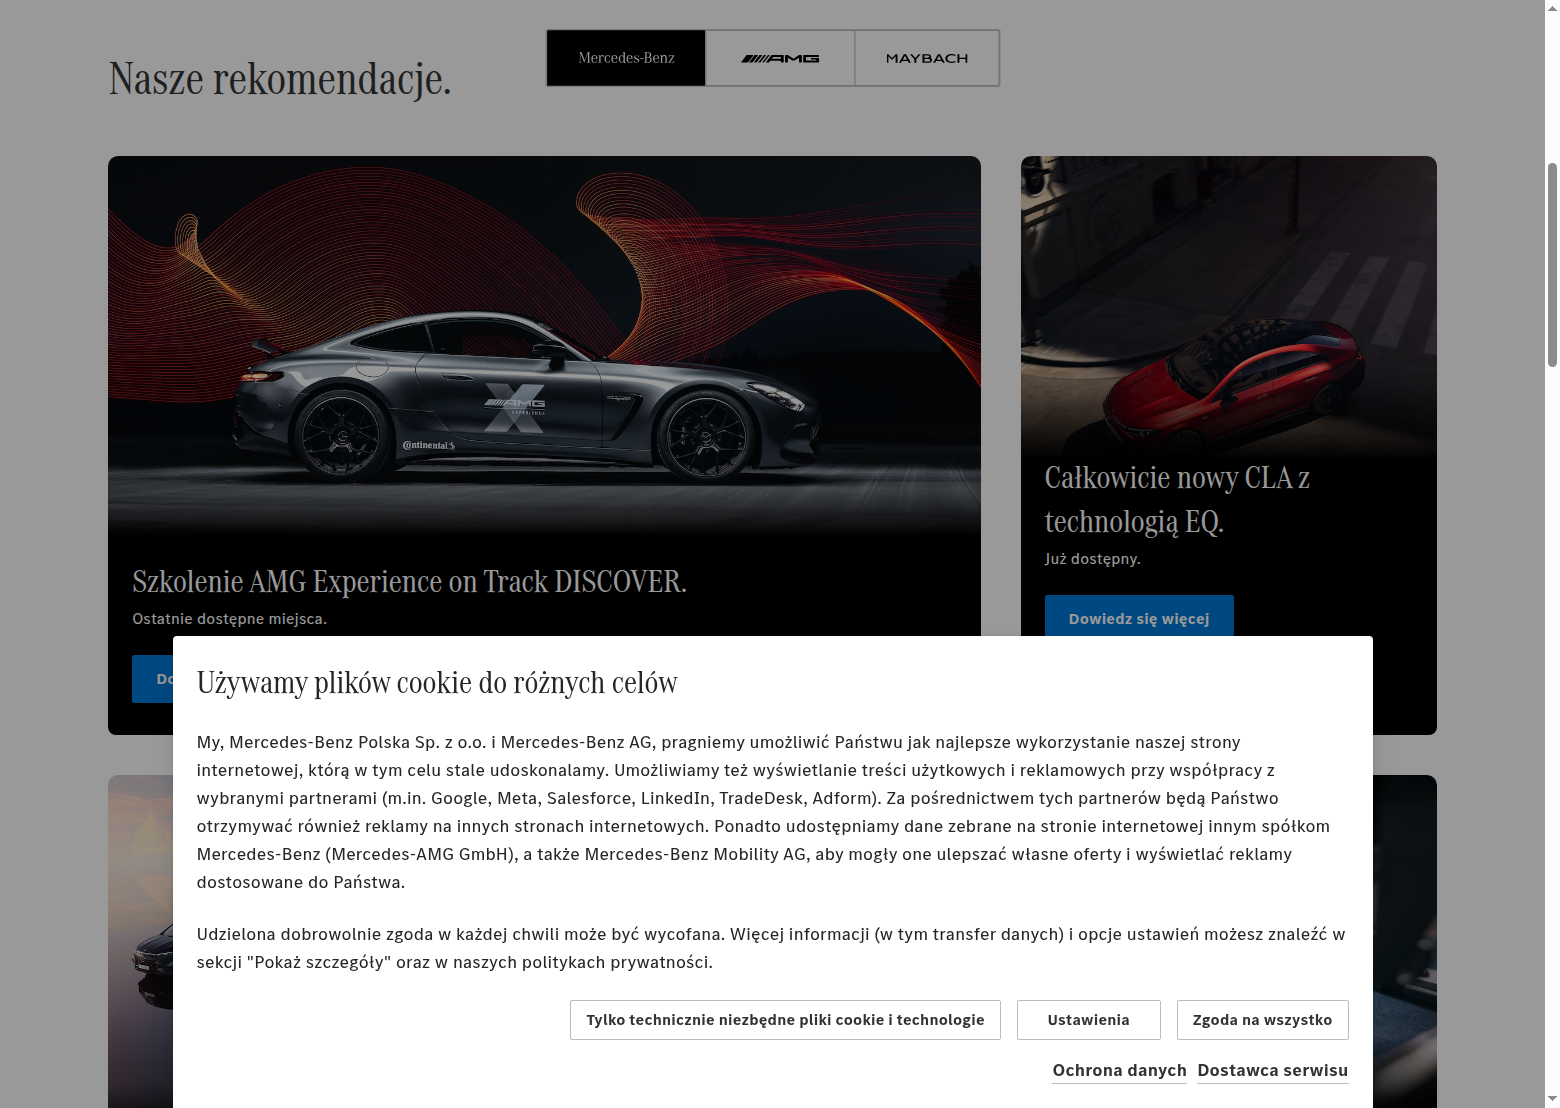 Mercedes-Benz
AMG
MAYBACH
Nasze rekomendacje.
AMG
EXPERIENCE
Continental
Szkolenie AMG Experience on Track DISCOVER.
Ostatnie dostępne miejsca.
Całkowicie nowy CLA z
technologią EQ.
Już dostępny.
Dowiedz się więcej
Używamy plików cookie do różnych celów
My, Mercedes-Benz Polska Sp. z o.o. i Mercedes-Benz AG, pragniemy umożliwić Państwu jak najlepsze wykorzystanie naszej strony
internetowej, którą w tym celu stale udoskonalamy. Umożliwiamy też wyświetlanie treści użytkowych i reklamowych przy współpracy z
wybranymi partnerami (m.in. Google, Meta, Salesforce, LinkedIn, TradeDesk, Adform). Za pośrednictwem tych partnerów będą Państwo
otrzymywać również reklamy na innych stronach internetowych. Ponadto udostępniamy dane zebrane na stronie internetowej innym spółkom
Mercedes-Benz (Mercedes-AMG GmbH), a także Mercedes-Benz Mobility AG, aby mogły one ulepszać własne oferty i wyświetlać reklamy
dostosowane do Państwa.
Udzielona dobrowolnie zgoda w każdej chwili może być wycofana. Więcej informacji (w tym transfer danych) i opcje ustawień możesz znaleźć w
sekcji "Pokaż szczegóły" oraz w naszych politykach prywatności.
Tylko technicznie niezbędne pliki cookie i technologie
Ustawienia
Zgoda na wszystko
Ochrona danych
Dostawca serwisu